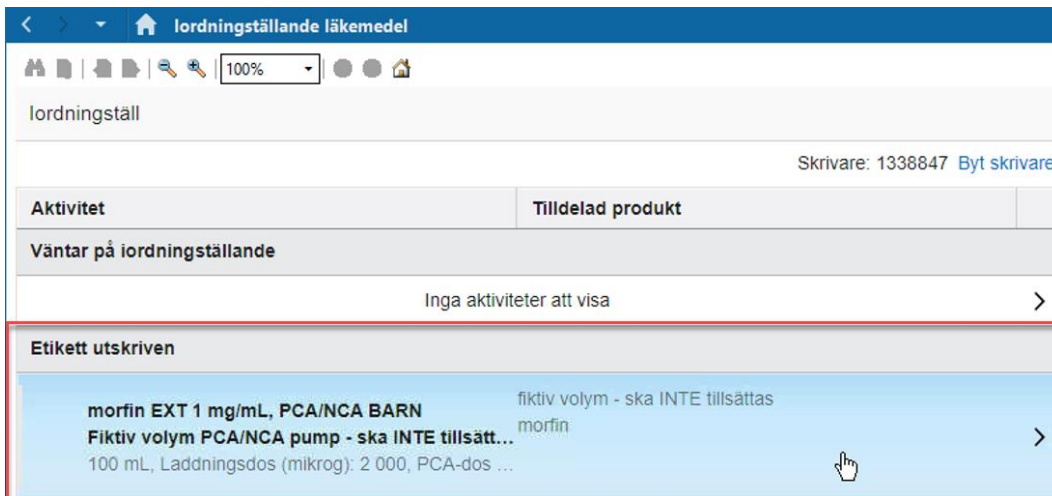 Iordningställande läkemedel
100%
Iordningställ
Skrivare: 1338847 Byt skrivare
Aktivitet Tilldelad produkt
Väntar på iordningställande
Inga aktiviteter att visa
Etikett utskriven
morfin EXT 1 mg/mL, PCA/NCA BARN
Fiktiv volym PCA/NCA pump - ska INTE tillsätt...
100 mL, Laddningsdos (mikrog): 2 000, PCA-dos ...
fiktiv volym - ska INTE tillsättas
morfin